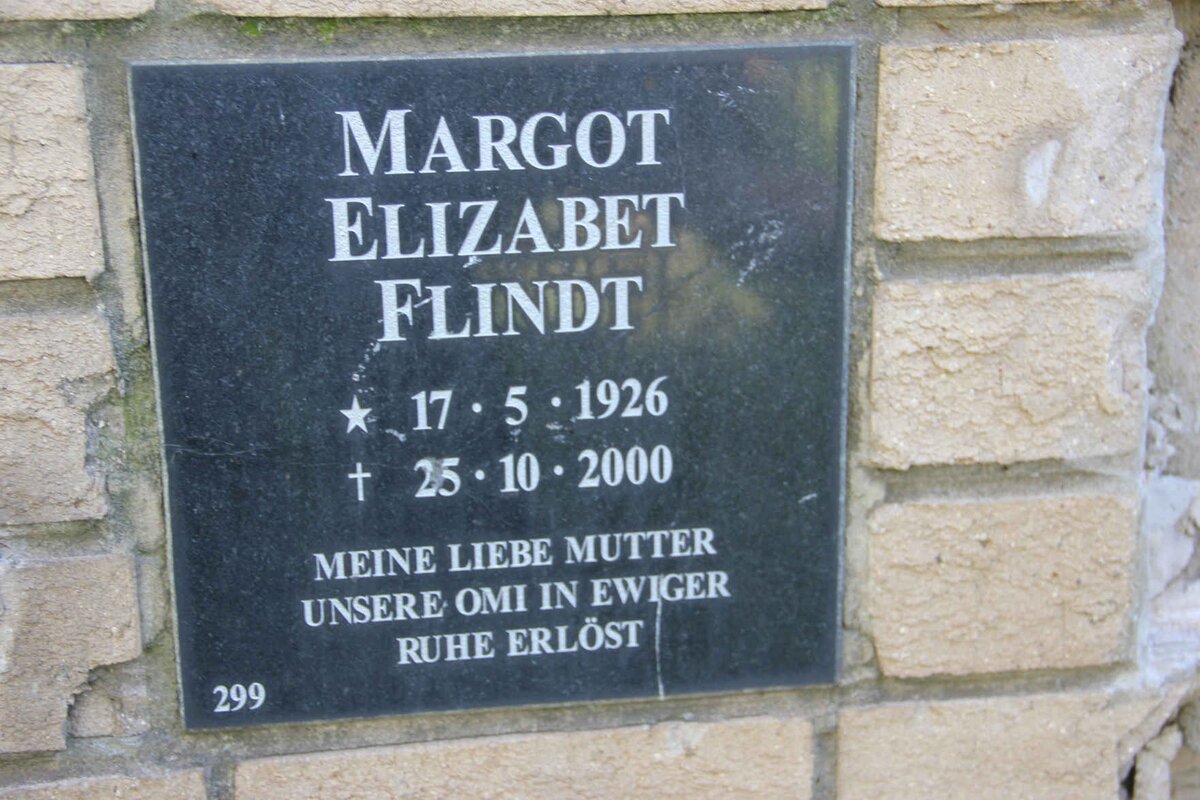 MARGOT
ELIZABET
FLINDT
★ 17 · 5 · 1926
† 25 · 10 · 2000
MEINE LIEBE MUTTER
UNSERE OMI IN EWIGER
RUHE ERLÖST
299